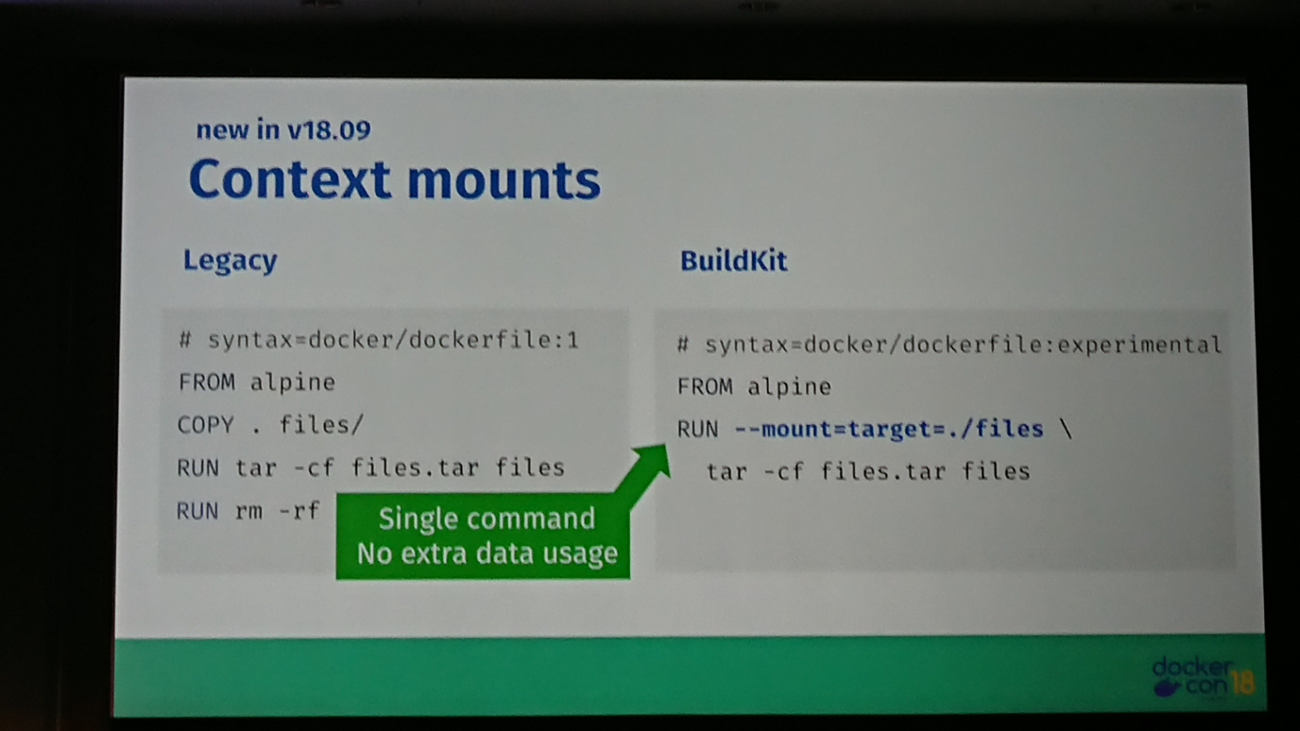 new in v18.09
Context mounts
Legacy
# syntax=docker/dockerfile:1
FROM alpine
COPY . files/
RUN tar -cf files.tar files
RUN rm -rf
Single command
No extra data usage
BuildKit
# syntax=docker/dockerfile:experimental
FROM alpine
RUN --mount=target=./files \
tar -cf files.tar files
docker
con 18